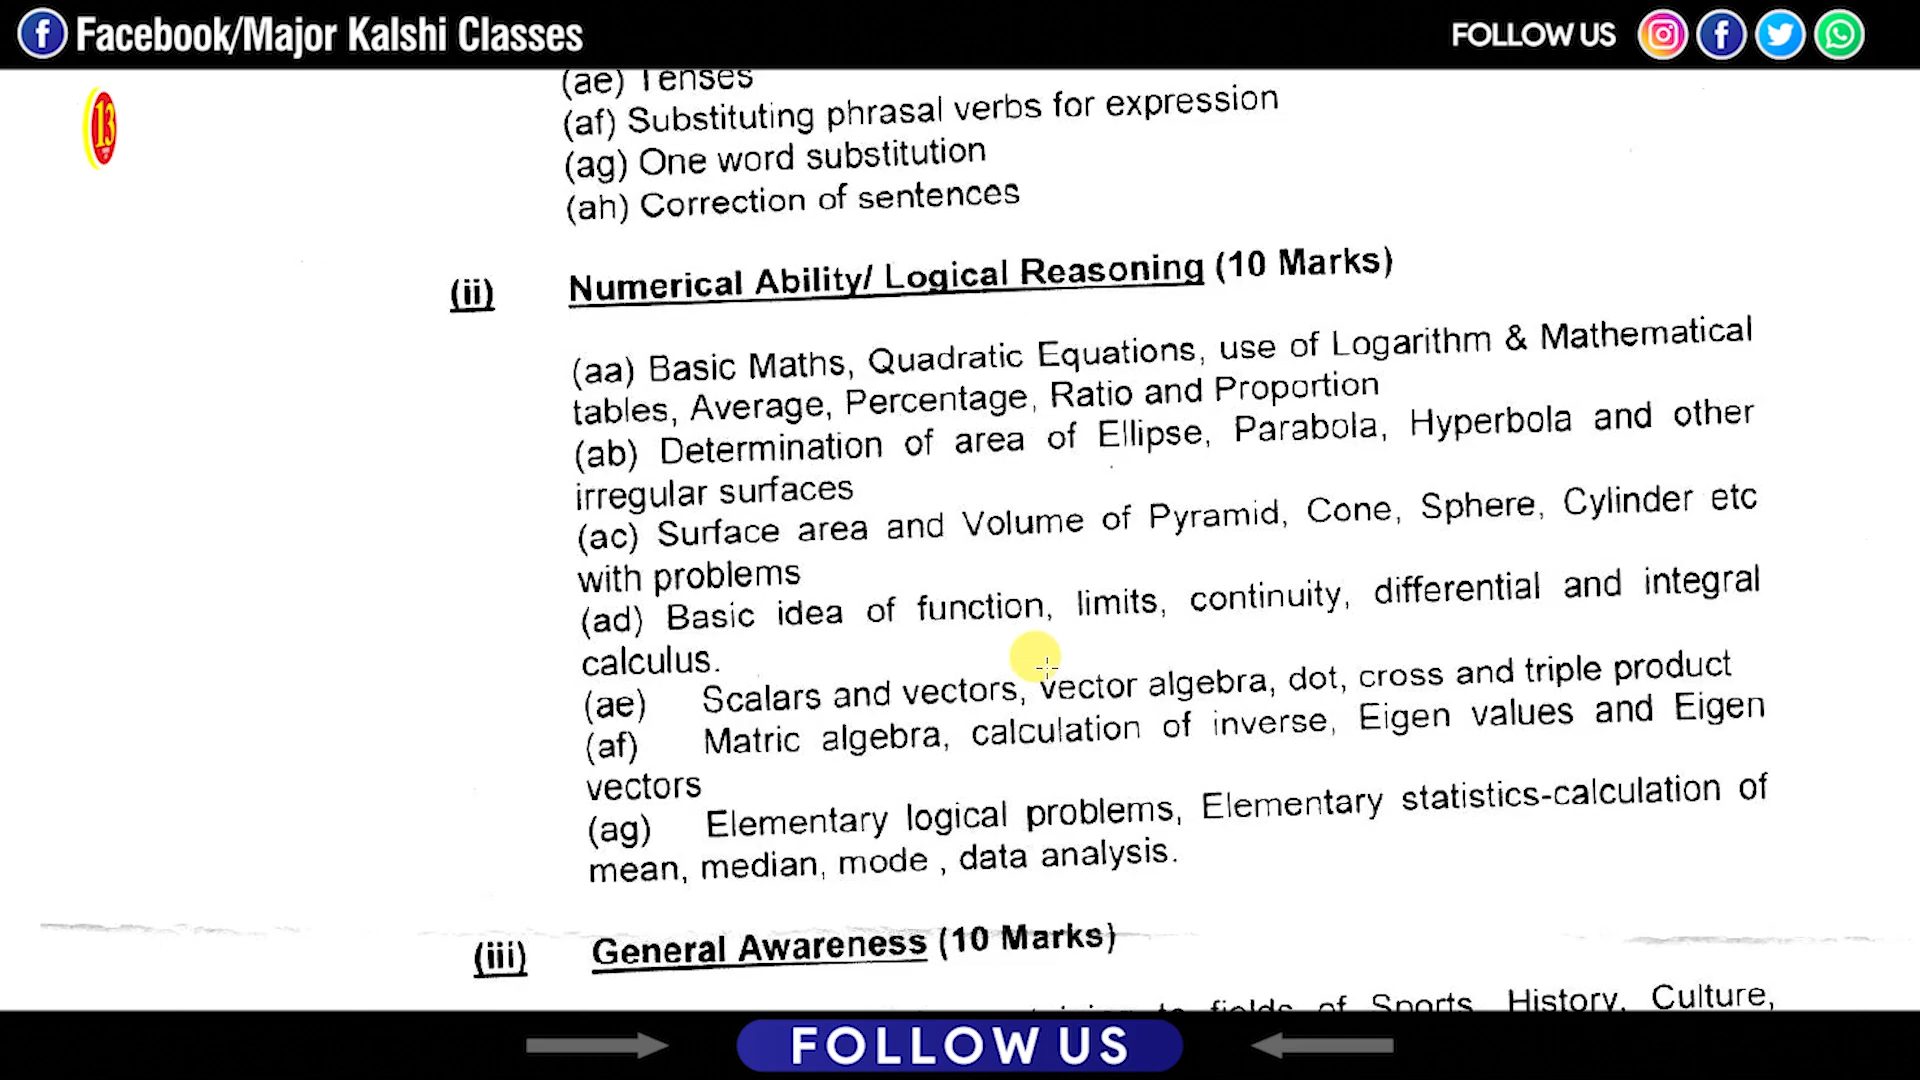 Facebook/Major Kalshi Classes
FOLLOW US
13
(ae) Tenses
(af) Substituting phrasal verbs for expression
(ag) One word substitution
(ah) Correction of sentences
(ii) Numerical Ability/ Logical Reasoning (10 Marks)
(aa) Basic Maths, Quadratic Equations, use of Logarithm & Mathematical
tables, Average, Percentage, Ratio and Proportion
(ab) Determination of area of Ellipse, Parabola, Hyperbola and other
irregular surfaces
(ac) Surface area and Volume of Pyramid, Cone, Sphere, Cylinder etc
with problems
(ad) Basic idea of function, limits, continuity, differential and integral
calculus.
(ae) Scalars and vectors, vector algebra, dot, cross and triple product
(af) Matric algebra, calculation of inverse, Eigen values and Eigen
vectors
(ag) Elementary logical problems, Elementary statistics-calculation of
mean, median, mode , data analysis.
(iii) General Awareness (10 Marks)
to fields of Sports, History, Culture,
FOLLOW US